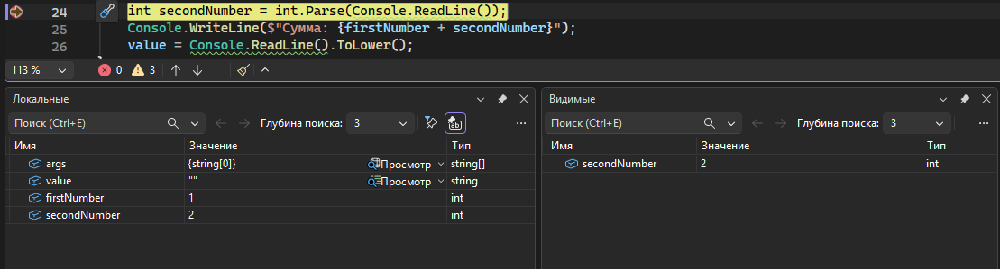 24 int secondNumber = int.Parse(Console.ReadLine());
25 Console.WriteLine($"Сумма: {firstNumber + secondNumber}");
26 value = Console.ReadLine().ToLower();
113 % 0 3
Локальные
Поиск (Ctrl+E) Глубина поиска: 3
Имя Значение Тип
args {string[0]} Просмотр string[]
value "" Просмотр string
firstNumber 1 int
secondNumber 2 int
Видимые
Поиск (Ctrl+E) Глубина поиска: 3
Имя Значение Тип
secondNumber 2 int